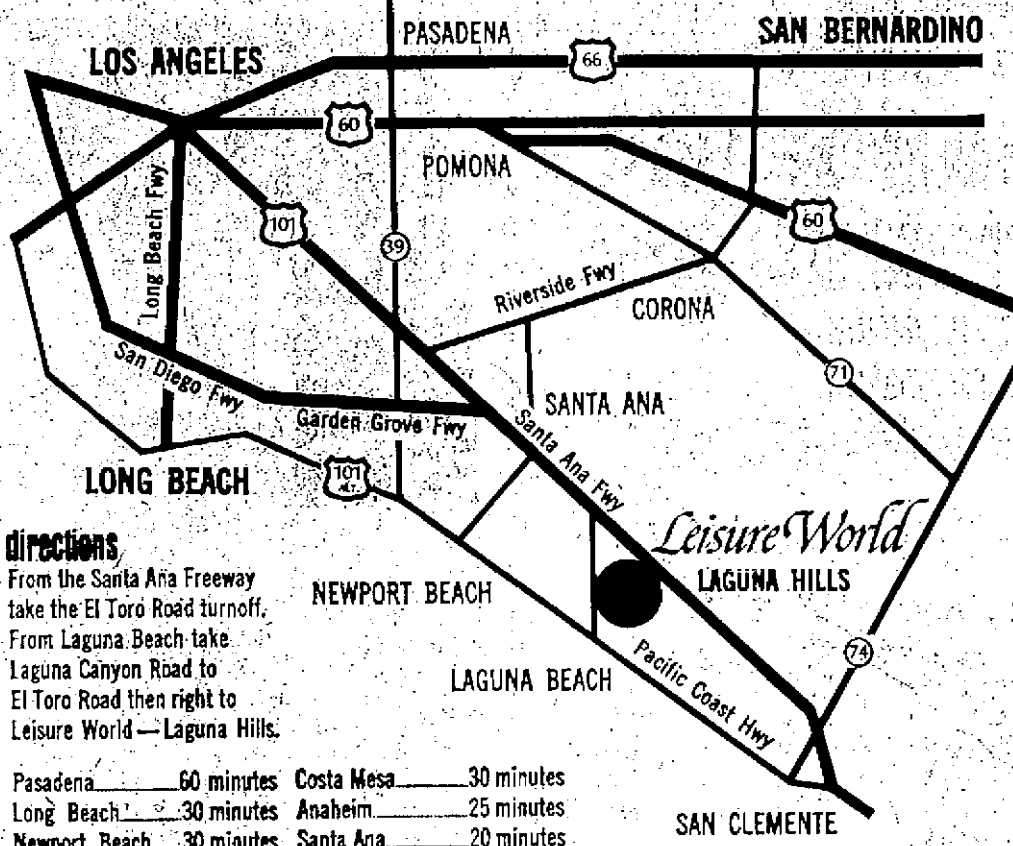 PASADENA
SAN BERNARDINO
LOS ANGELES
66
60
POMONA
Long Beach Fwy
101
39
60
Riverside Fwy
CORONA
San Diego Fwy
71
SANTA ANA
Garden Grove Fwy
Santa Ana Fwy
LONG BEACH
101
ALT.
Leisure World
LAGUNA HILLS
directions
From the Santa Ana Freeway
take the El Toro Road turnoff.
From Laguna Beach take
Laguna Canyon Road to
El Toro Road then right to
Leisure World—Laguna Hills.
NEWPORT BEACH
LAGUNA BEACH
Pacific Coast Hwy
74
SAN CLEMENTE
Pasadena 60 minutes Costa Mesa 30 minutes
Long Beach 30 minutes Anaheim 25 minutes
Newport Beach 30 minutes Santa Ana 20 minutes